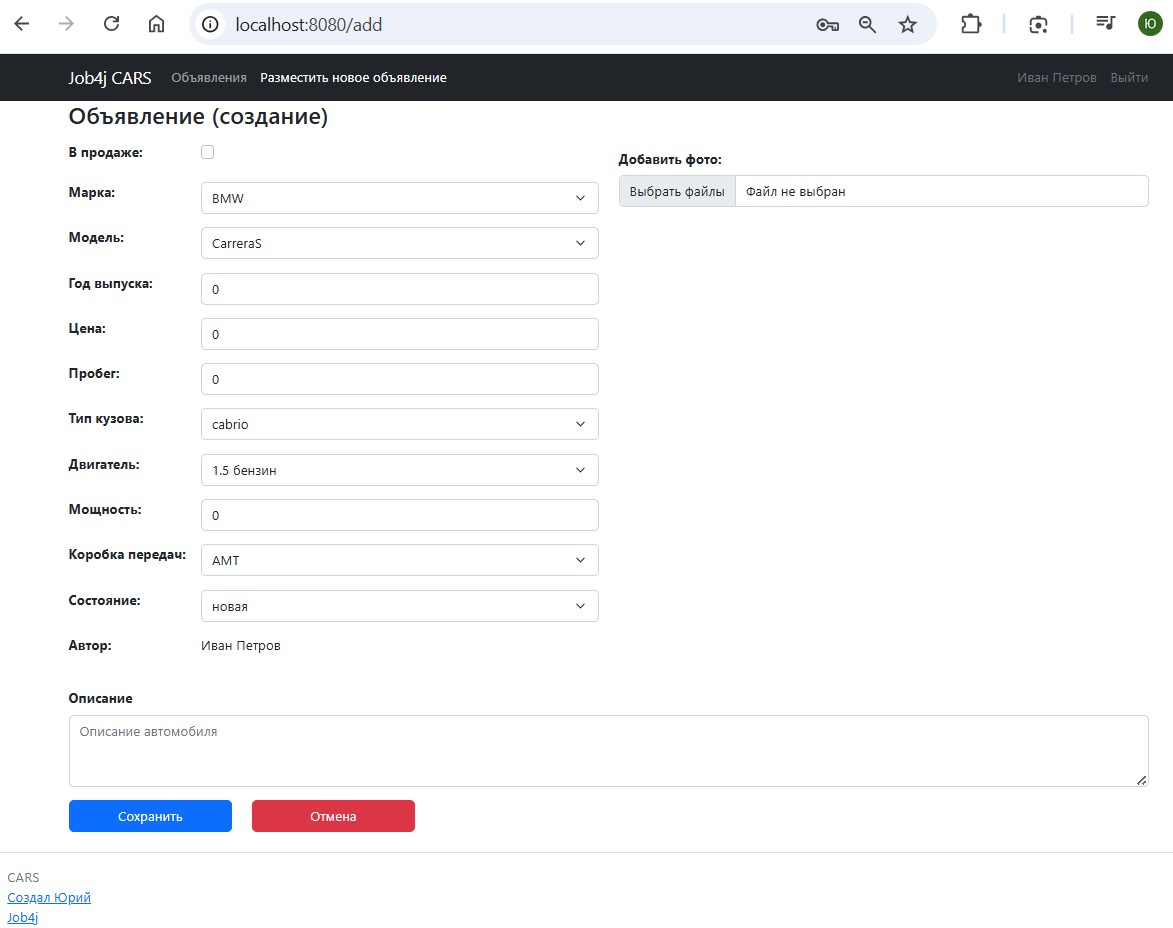 localhost:8080/add
Ю
Job4j CARS Объявления Разместить новое объявление Иван Петров Выйти
Объявление (создание)
В продаже:
Добавить фото:
Выбрать файлы Файл не выбран
Марка: BMW
Модель: CarreraS
Год выпуска: 0
Цена: 0
Пробег: 0
Тип кузова: cabrio
Двигатель: 1.5 бензин
Мощность: 0
Коробка передач: AMT
Состояние: новая
Автор: Иван Петров
Описание
Описание автомобиля
Сохранить Отмена
CARS
Создал Юрий
Job4j